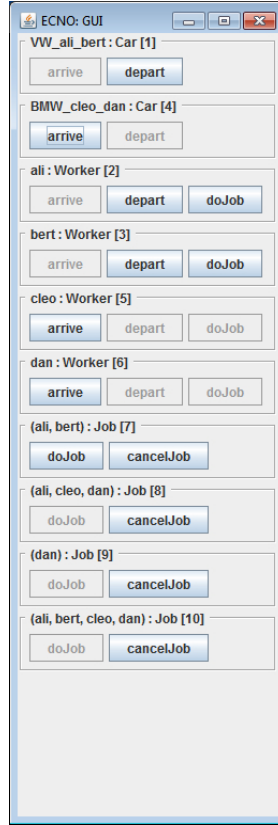 ECNO: GUI
VW_ali_bert : Car [1]
arrive depart
BMW_cleo_dan : Car [4]
arrive depart
ali : Worker [2]
arrive depart doJob
bert : Worker [3]
arrive depart doJob
cleo : Worker [5]
arrive depart doJob
dan : Worker [6]
arrive depart doJob
(ali, bert) : Job [7]
doJob cancelJob
(ali, cleo, dan) : Job [8]
doJob cancelJob
(dan) : Job [9]
doJob cancelJob
(ali, bert, cleo, dan) : Job [10]
doJob cancelJob